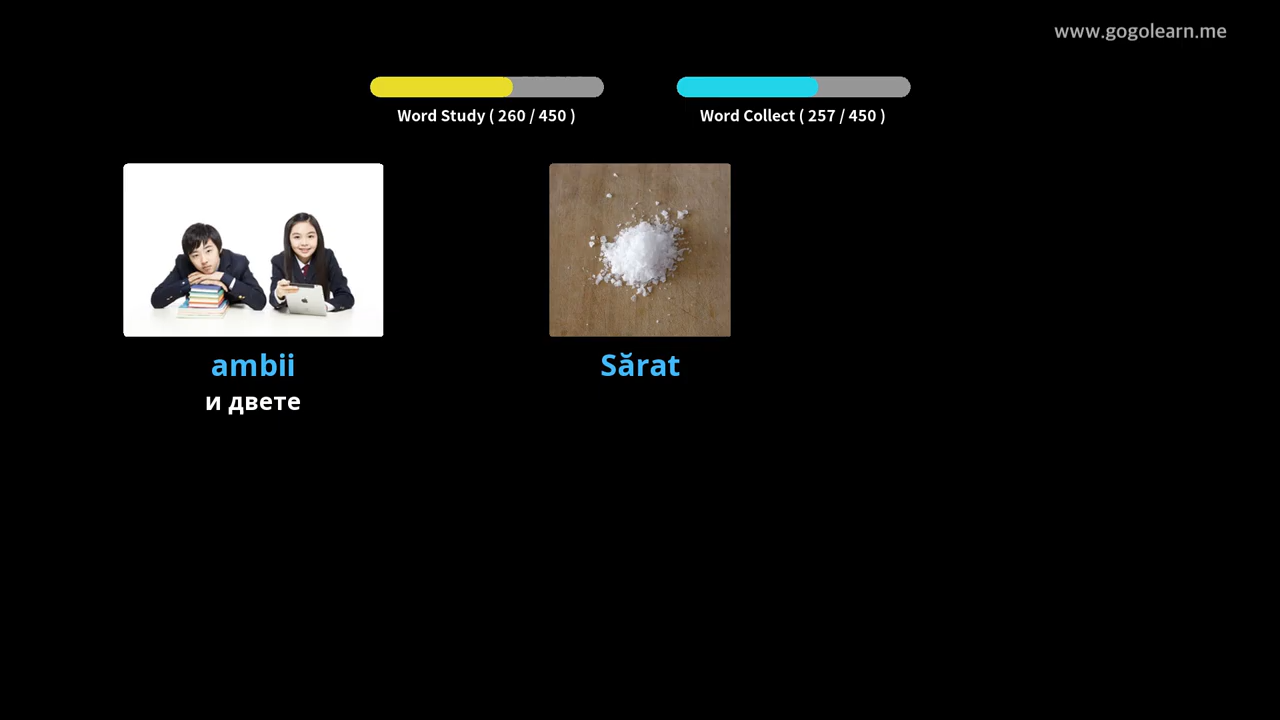 www.gogolearn.me
Word Study ( 260 / 450 )
Word Collect ( 257 / 450 )
ambii
Sărat
и двете